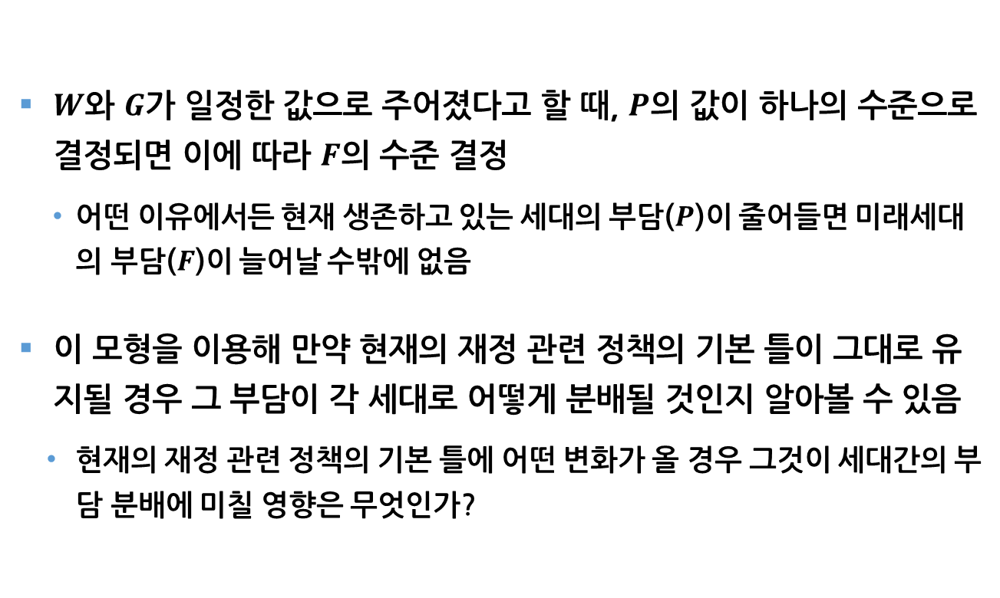 ▪ W와 G가 일정한 값으로 주어졌다고 할 때, P의 값이 하나의 수준으로
결정되면 이에 따라 F의 수준 결정
• 어떤 이유에서든 현재 생존하고 있는 세대의 부담(P)이 줄어들면 미래세대
의 부담(F)이 늘어날 수밖에 없음
▪ 이 모형을 이용해 만약 현재의 재정 관련 정책의 기본 틀이 그대로 유
지될 경우 그 부담이 각 세대로 어떻게 분배될 것인지 알아볼 수 있음
• 현재의 재정 관련 정책의 기본 틀에 어떤 변화가 올 경우 그것이 세대간의 부
담 분배에 미칠 영향은 무엇인가?